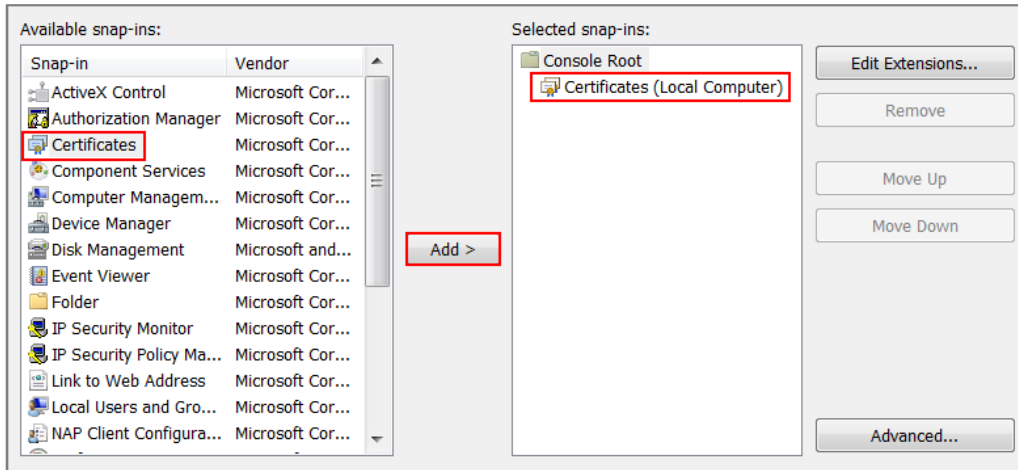 Available snap-ins:
Selected snap-ins:
Snap-in Vendor
ActiveX Control Microsoft Cor...
Authorization Manager Microsoft Cor...
Certificates Microsoft Cor...
Component Services Microsoft Cor...
Computer Managem... Microsoft Cor...
Device Manager Microsoft Cor...
Disk Management Microsoft and...
Event Viewer Microsoft Cor...
Folder Microsoft Cor...
IP Security Monitor Microsoft Cor...
IP Security Policy Ma... Microsoft Cor...
Link to Web Address Microsoft Cor...
Local Users and Gro... Microsoft Cor...
NAP Client Configura... Microsoft Cor...
Add >
Console Root
Certificates (Local Computer)
Edit Extensions...
Remove
Move Up
Move Down
Advanced...